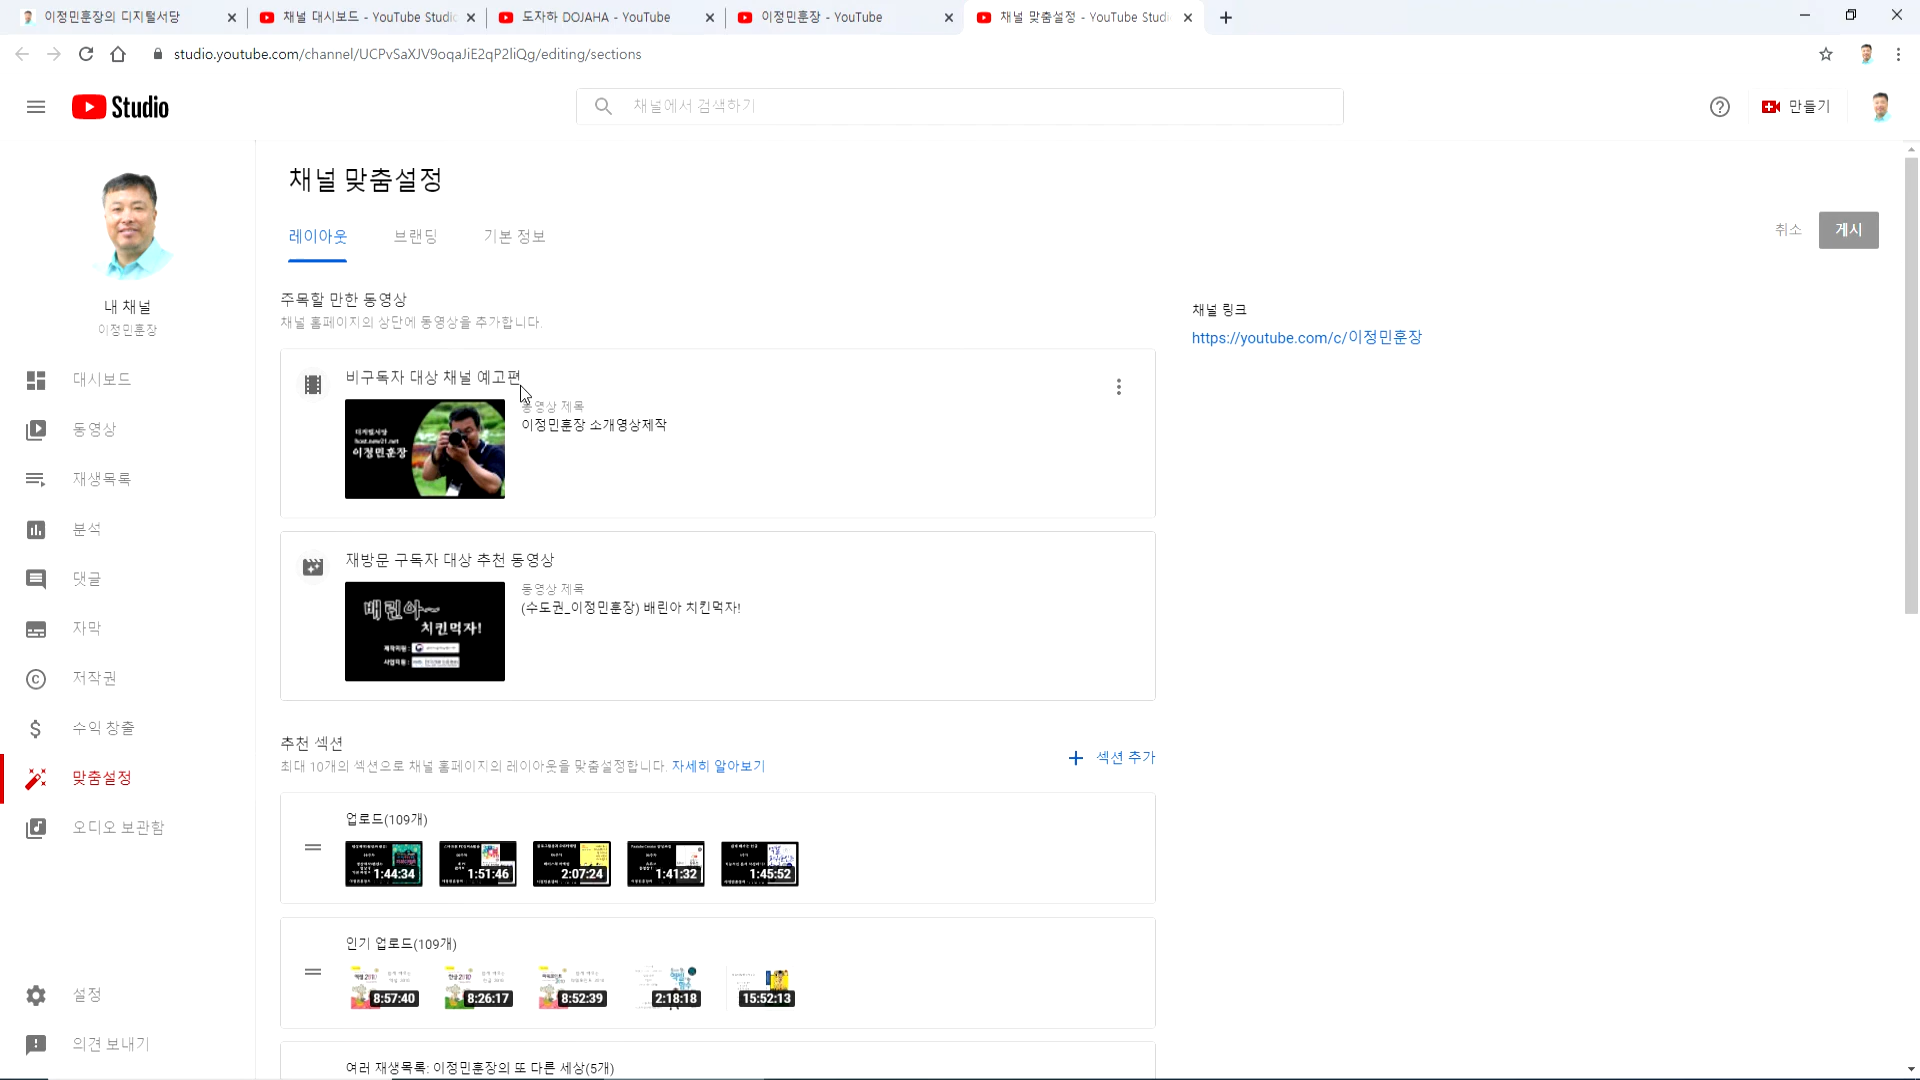 이정민훈장의 디지털서당
채널 대시보드 - YouTube Studio
도자하 DOJAHA - YouTube
이정민훈장 - YouTube
채널 맞춤설정 - YouTube Studi
studio.youtube.com/channel/UCPvSaXJV9oqaJiE2qP2liQg/editing/sections
Studio
채널에서 검색하기
만들기
내 채널
이정민훈장
대시보드
동영상
재생목록
분석
댓글
자막
저작권
수익 창출
맞춤설정
오디오 보관함
설정
의견 보내기
채널 맞춤설정
레이아웃
브랜딩
기본 정보
취소
게시
주목할 만한 동영상
채널 홈페이지의 상단에 동영상을 추가합니다.
채널 링크
https://youtube.com/c/이정민훈장
비구독자 대상 채널 예고편
동영상 제목
이정민훈장 소개영상제작
디지털서당
이정민훈장
재방문 구독자 대상 추천 동영상
동영상 제목
(수도권_이정민훈장) 배린아 치킨먹자!
배린아~
치킨먹자!
제작지원 :
사업지원 :
추천 섹션
최대 10개의 섹션으로 채널 홈페이지의 레이아웃을 맞춤설정합니다. 자세히 알아보기
섹션 추가
업로드(109개)
1:44:34
1:51:46
2:07:24
1:41:32
1:45:52
인기 업로드(109개)
8:57:40
8:26:17
8:52:39
2:18:18
15:52:13
여러 재생목록: 이정민훈장의 또 다른 세상(5개)